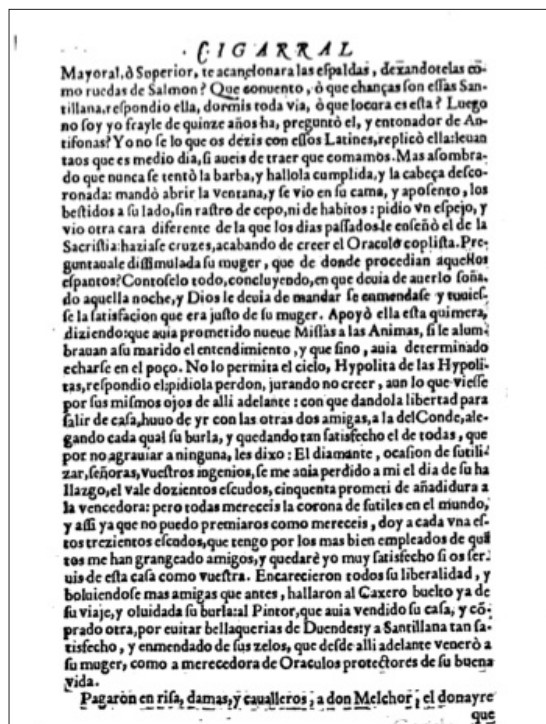 CIGARRAL
Mayoral, ò Soperior, te acancionara las espaldas, dexandotelas cō-
mo ruedas de Salmon? Que conuento, ò que chanças son essas San-
tillana, respondio ella, dormis toda via, ò que locura es esta? Luego
no soy yo frayle de quinze años ha, preguntò el, y entonador de An-
tifonas? Yo no se lo que os dezis con essos Latines, replicò ella: leuan
taos que es medio dia, si aueis de traer que comamos. Mas asombra-
do que nunca se tentò la barba, y hallola cumplida, y la cabeça desco-
ronada: mandò abrir la ventana, y se vio en su cama, y aposento, los
bestidos a su lado, sin rastro de cepo, ni de habitos: pidio vn espejo, y
vio otra cara diferente de la que los dias passados le enseñò el de la
Sacristia: haziase cruzes, acabando de creer el Oraculo coplista. Pre-
guntauale dissimulada su muger, que de donde procedian aquellos
espantos? Contoselo todo, concluyendo, en que deuia de auerlo soña-
do aquella noche, y Dios le deuia de mandar se enmendase y tuuies-
se la satisfacion que era justo de su muger. Apoyò ella esta quimera,
diziendo: que auia prometido nueue Missas a las Animas, si le alum-
brauan a su marido el entendimiento, y que sino, auia determinado
echarse en el poço. No lo permita el cielo, Hypolita de las Hypoli-
tas, respondio el: pidiola perdon, jurando no creer, aun lo que viesse
por sus mismos ojos de alli adelante: con que dandola libertad para
salir de casa, huuo de yr con las otras dos amigas, a la del Conde, ale-
gando cada qual su burla, y quedando tan satisfecho el de todas, que
por no agrauiar a ninguna, les dixo: El diamante, ocasion de sutili-
zar, señoras, vuestros ingenios, se me auia perdido a mi el dia de su ha
llazgo, el vale dozientos escudos, cinquenta prometi de añadidura a
la vencedora: pero todas mereceis la corona de sutiles en el mundo,
y assi ya que no puedo premiaros como mereceis, doy a cada vna es-
tos trezientos escudos, que tengo por los mas bien empleados de quā
tos me han grangeado amigos, y quedarè yo muy satisfecho si os ser-
uis de esta casa como vuestra. Encarecieron todos su liberalidad, y
boluiendose mas amigas que antes, hallaron al Caxero buelto ya de
su viaje, y oluidada su burla: al Pintor, que auia vendido su casa, y cō-
prado otra, por euitar bellaquerias de Duendes: y a Santillana tan sa-
tisfecho, y enmendado de sus zelos, que desde alli adelante venerò a
su muger, como a merecedora de Oraculos protectores de su buena
vida.
Pagaron en risa, damas, y caualleros, a don Melchor, el donayre
que